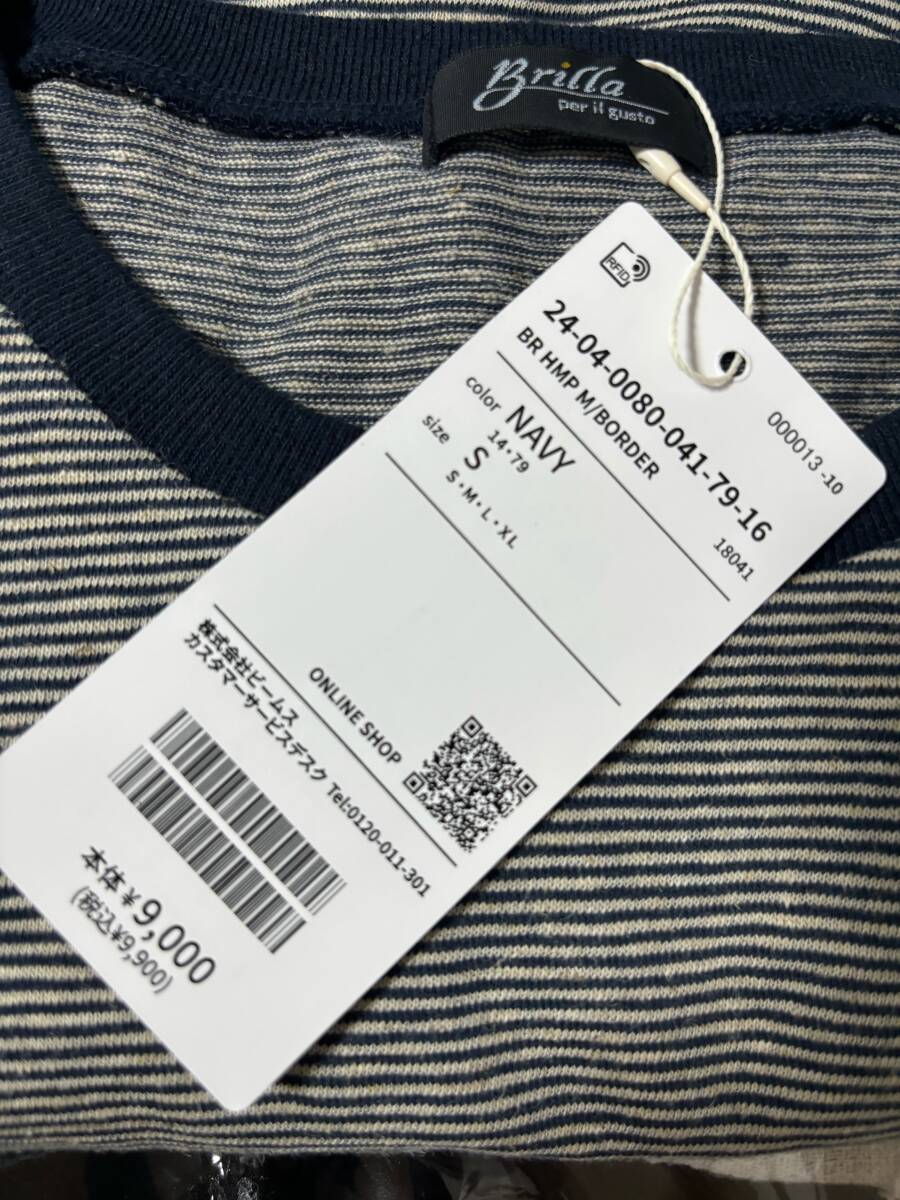 Brilla
per il gusto
RFID
000013-10
24-04-0080-041-79-16
BR HMP M/BORDER
18041
color NAVY
14・79
size S
S・M・L・XL
ONLINE SHOP
株式会社ビームス
カスタマーサービスデスク Tel:0120-011-301
本体 ¥9,000
(税込¥9,900)